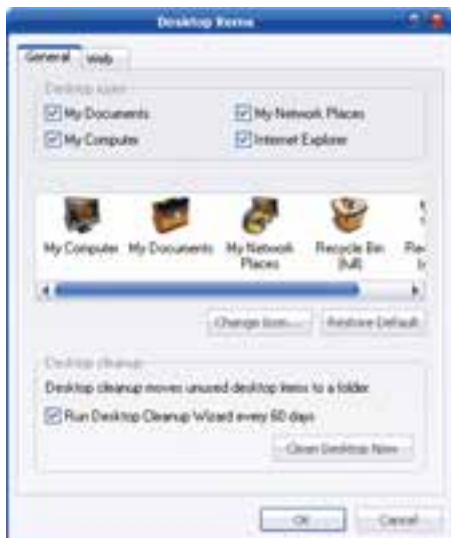 Desktop Items
General Web
Desktop icons
My Documents My Network Places
My Computer Internet Explorer
My Computer My Documents My Network Places Recycle Bin (full) Rec
Change Icon... Restore Default
Desktop cleanup
Desktop cleanup moves unused desktop items to a folder.
Run Desktop Cleanup Wizard every 60 days
Clean Desktop Now
OK Cancel